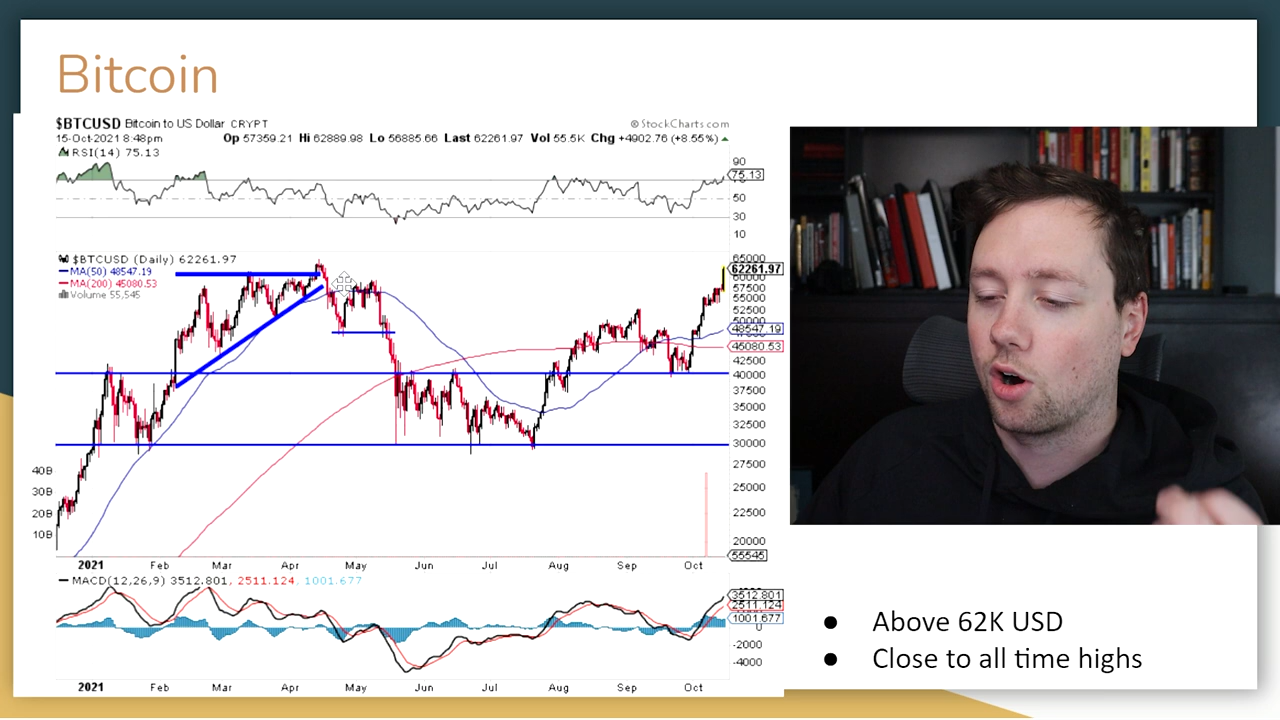 Bitcoin
$BTCUSD Bitcoin to US Dollar CRYPT
© StockCharts.com
15-Oct-2021 8:48pm
Op 57359.21 Hi 62889.98 Lo 56885.66 Last 62261.97 Vol 55.5K Chg +4902.76 (+8.55%)
RSI(14) 75.13
90
75.13
50
30
10
$BTCUSD (Daily) 62261.97
MA(50) 48547.19
MA(200) 45080.53
Volume 55,545
65000
62261.97
57500
55000
52500
50000
48547.19
45080.53
42500
40000
37500
35000
32500
30000
27500
25000
22500
20000
55545
40B
30B
20B
10B
2021 Feb Mar Apr May Jun Jul Aug Sep Oct
MACD(12,26,9) 3512.801, 2511.124, 1001.677
3512.801
2511.124
1001.677
0
-2000
-4000
2021 Feb Mar Apr May Jun Jul Aug Sep Oct
● Above 62K USD
● Close to all time highs